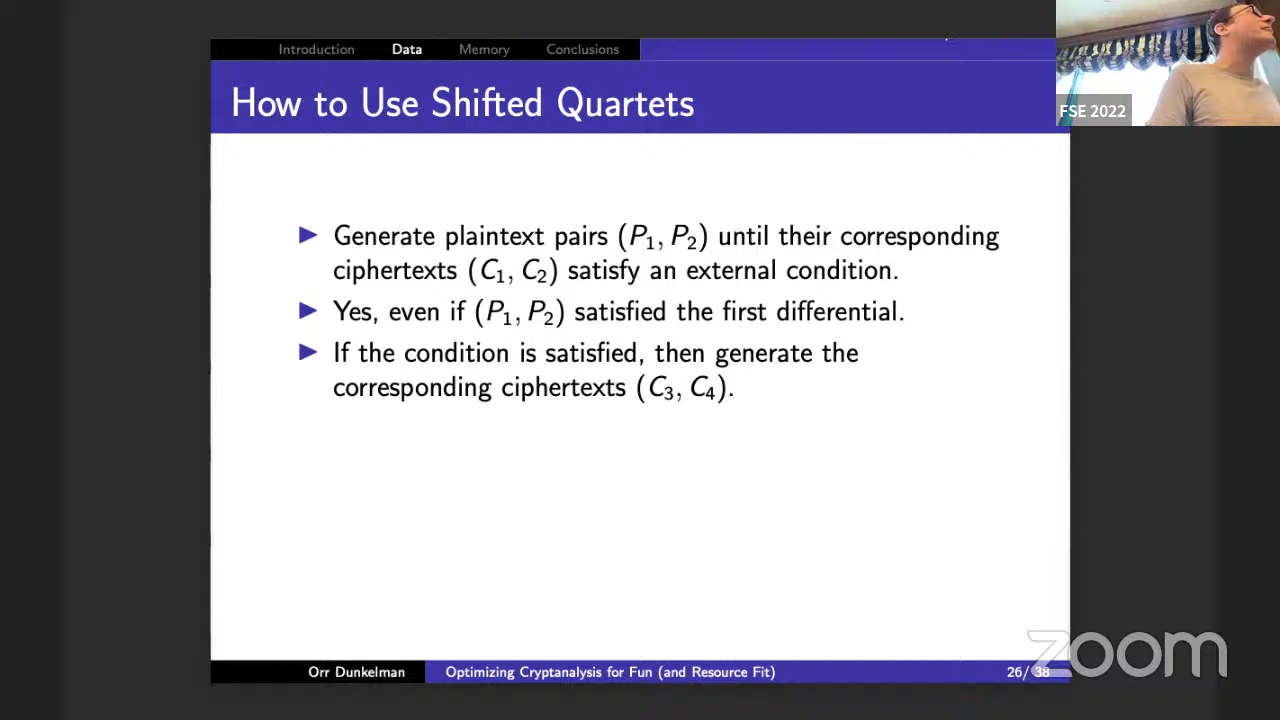 Introduction Data Memory Conclusions
How to Use Shifted Quartets
FSE 2022
▶ Generate plaintext pairs (P₁, P₂) until their corresponding
ciphertexts (C₁, C₂) satisfy an external condition.
▶ Yes, even if (P₁, P₂) satisfied the first differential.
▶ If the condition is satisfied, then generate the
corresponding ciphertexts (C₃, C₄).
zoom
Orr Dunkelman Optimizing Cryptanalysis for Fun (and Resource Fit) 26/38